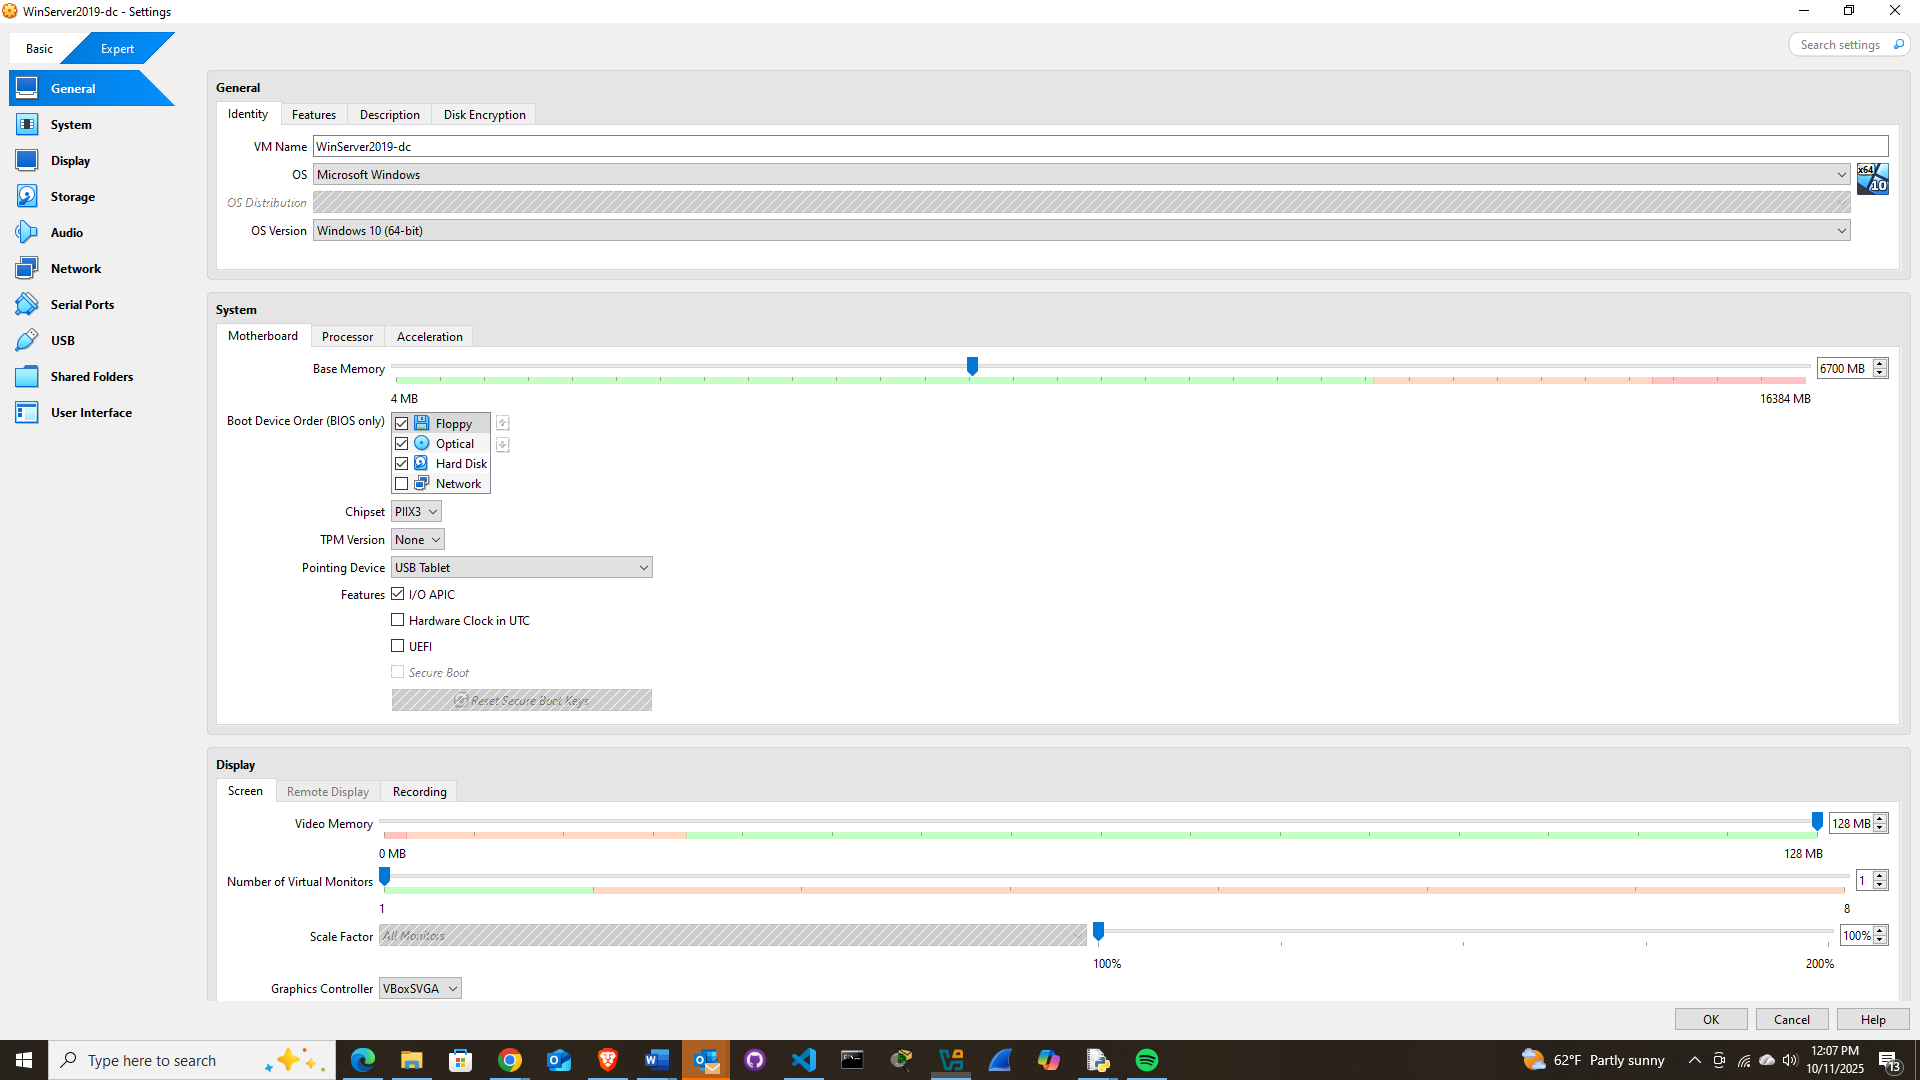 WinServer2019-dc - Settings
Basic
Expert
Search settings
General
System
Display
Storage
Audio
Network
Serial Ports
USB
Shared Folders
User Interface
General
Identity
Features
Description
Disk Encryption
VM Name
WinServer2019-dc
OS
Microsoft Windows
x64
10
OS Distribution
OS Version
Windows 10 (64-bit)
System
Motherboard
Processor
Acceleration
Base Memory
6700 MB
4 MB
16384 MB
Boot Device Order (BIOS only)
Floppy
Optical
Hard Disk
Network
Chipset
PIIX3
TPM Version
None
Pointing Device
USB Tablet
Features
I/O APIC
Hardware Clock in UTC
UEFI
Secure Boot
Reset Secure Boot Keys
Display
Screen
Remote Display
Recording
Video Memory
128 MB
0 MB
128 MB
Number of Virtual Monitors
1
1
8
Scale Factor
All Monitors
100%
100%
200%
Graphics Controller
VBoxSVGA
OK
Cancel
Help
Type here to search
62°F Partly sunny
12:07 PM
10/11/2025
13